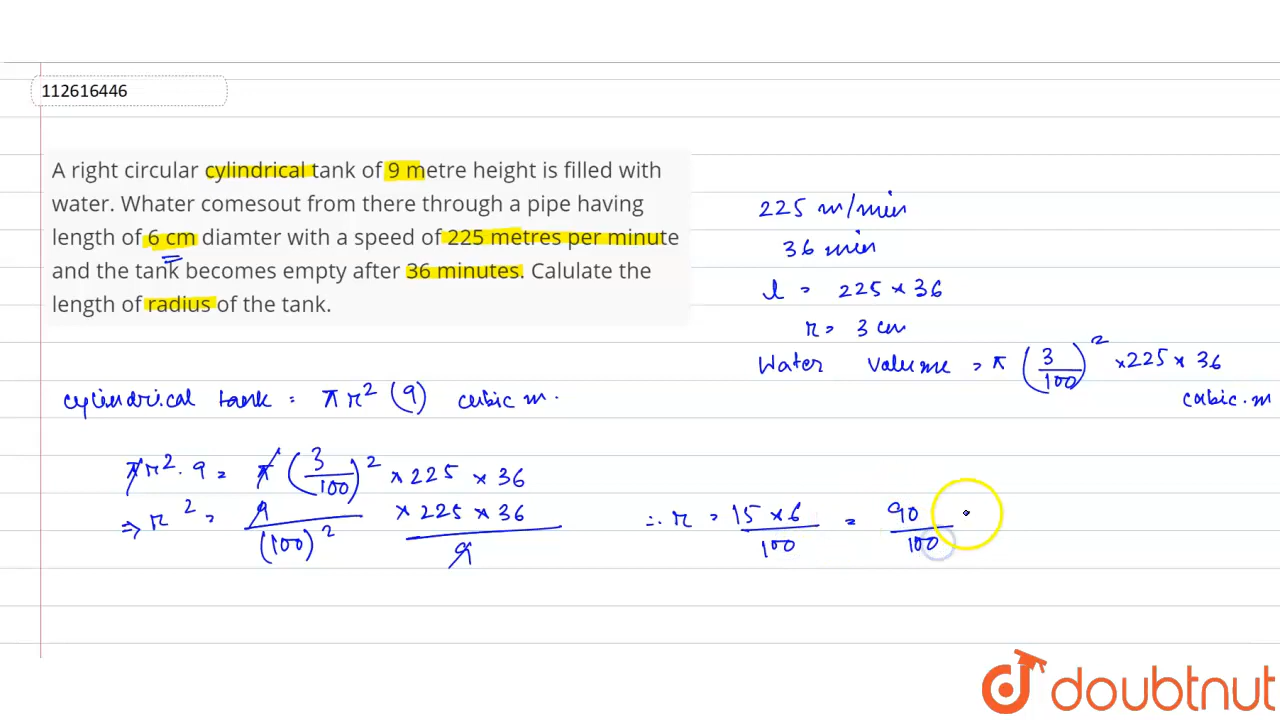 112616446
A right circular cylindrical tank of 9 metre height is filled with
water. Whater comesout from there through a pipe having
length of 6 cm diamter with a speed of 225 metres per minute
and the tank becomes empty after 36 minutes. Calulate the
length of radius of the tank.
225 m/min
36 min
l = 225 × 36
r = 3 cm
Water volume = π (3/100)² × 225 × 36
cubic.m
cylindrical tank = πr² (9) cubic m.
πr². 9 = π (3/100)² × 225 × 36
⇒ r² = 9/(100)² × 225 × 36/9
∴ r = 15 × 6/100 = 90/100
doubtnut